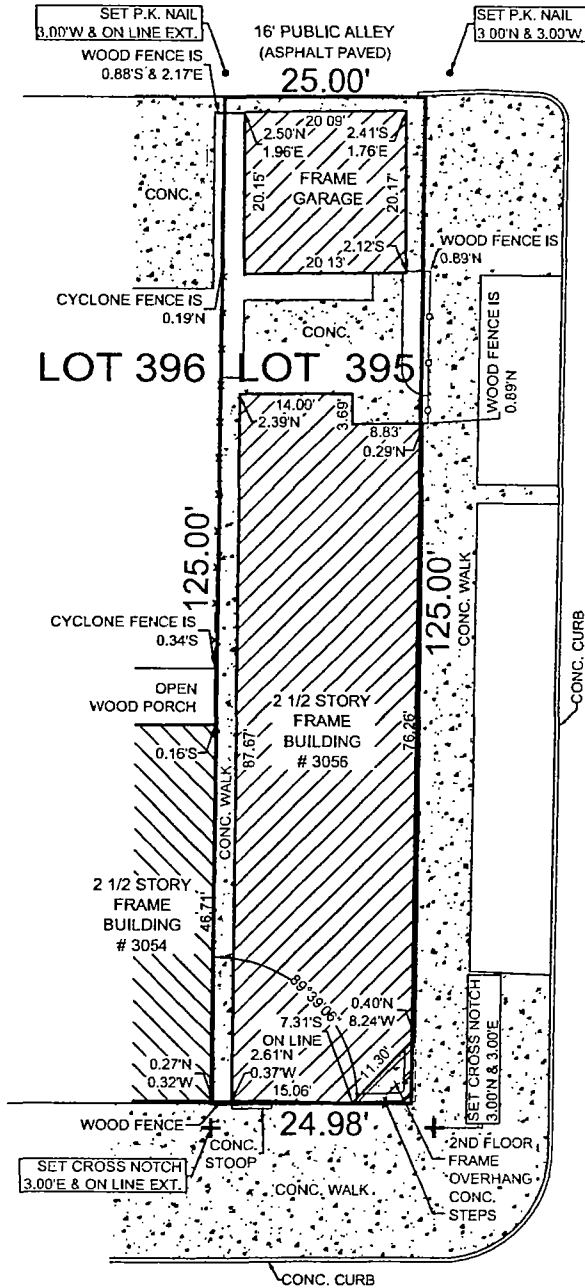 SET P.K. NAIL
3.00'W & ON LINE EXT.
16' PUBLIC ALLEY
(ASPHALT PAVED)
SET P.K. NAIL
3.00'N & 3.00'W
WOOD FENCE IS
0.88'S & 2.17'E
25.00'
20.09'
2.50'N
1.96'E
2.41'S
1.76'E
CONC.
20.15'
FRAME
GARAGE
20.17'
2.12'S
20.13'
WOOD FENCE IS
0.89'N
CYCLONE FENCE IS
0.19'N
CONC.
WOOD FENCE IS
0.89'N
LOT 396
LOT 395
14.00'
2.39'N
3.69'
8.83'
0.29'N
125.00'
125.00'
CONC. WALK
CONC. CURB
CYCLONE FENCE IS
0.34'S
OPEN
WOOD PORCH
0.16'S
2 1/2 STORY
FRAME
BUILDING
# 3056
87.67'
76.26'
CONC. WALK
2 1/2 STORY
FRAME
BUILDING
# 3054
46.71'
89°39'06"
0.40'N
8.24'W
7.31'S
ON LINE
11.30'
0.27'N
0.32'W
2.61'N
0.37'W
15.06'
SET CROSS NOTCH
3.00'N & 3.00'E
WOOD FENCE
24.98'
CONC.
STOOP
2ND FLOOR
FRAME
OVERHANG
CONC.
STEPS
SET CROSS NOTCH
3.00'E & ON LINE EXT.
CONC. WALK
CONC. CURB